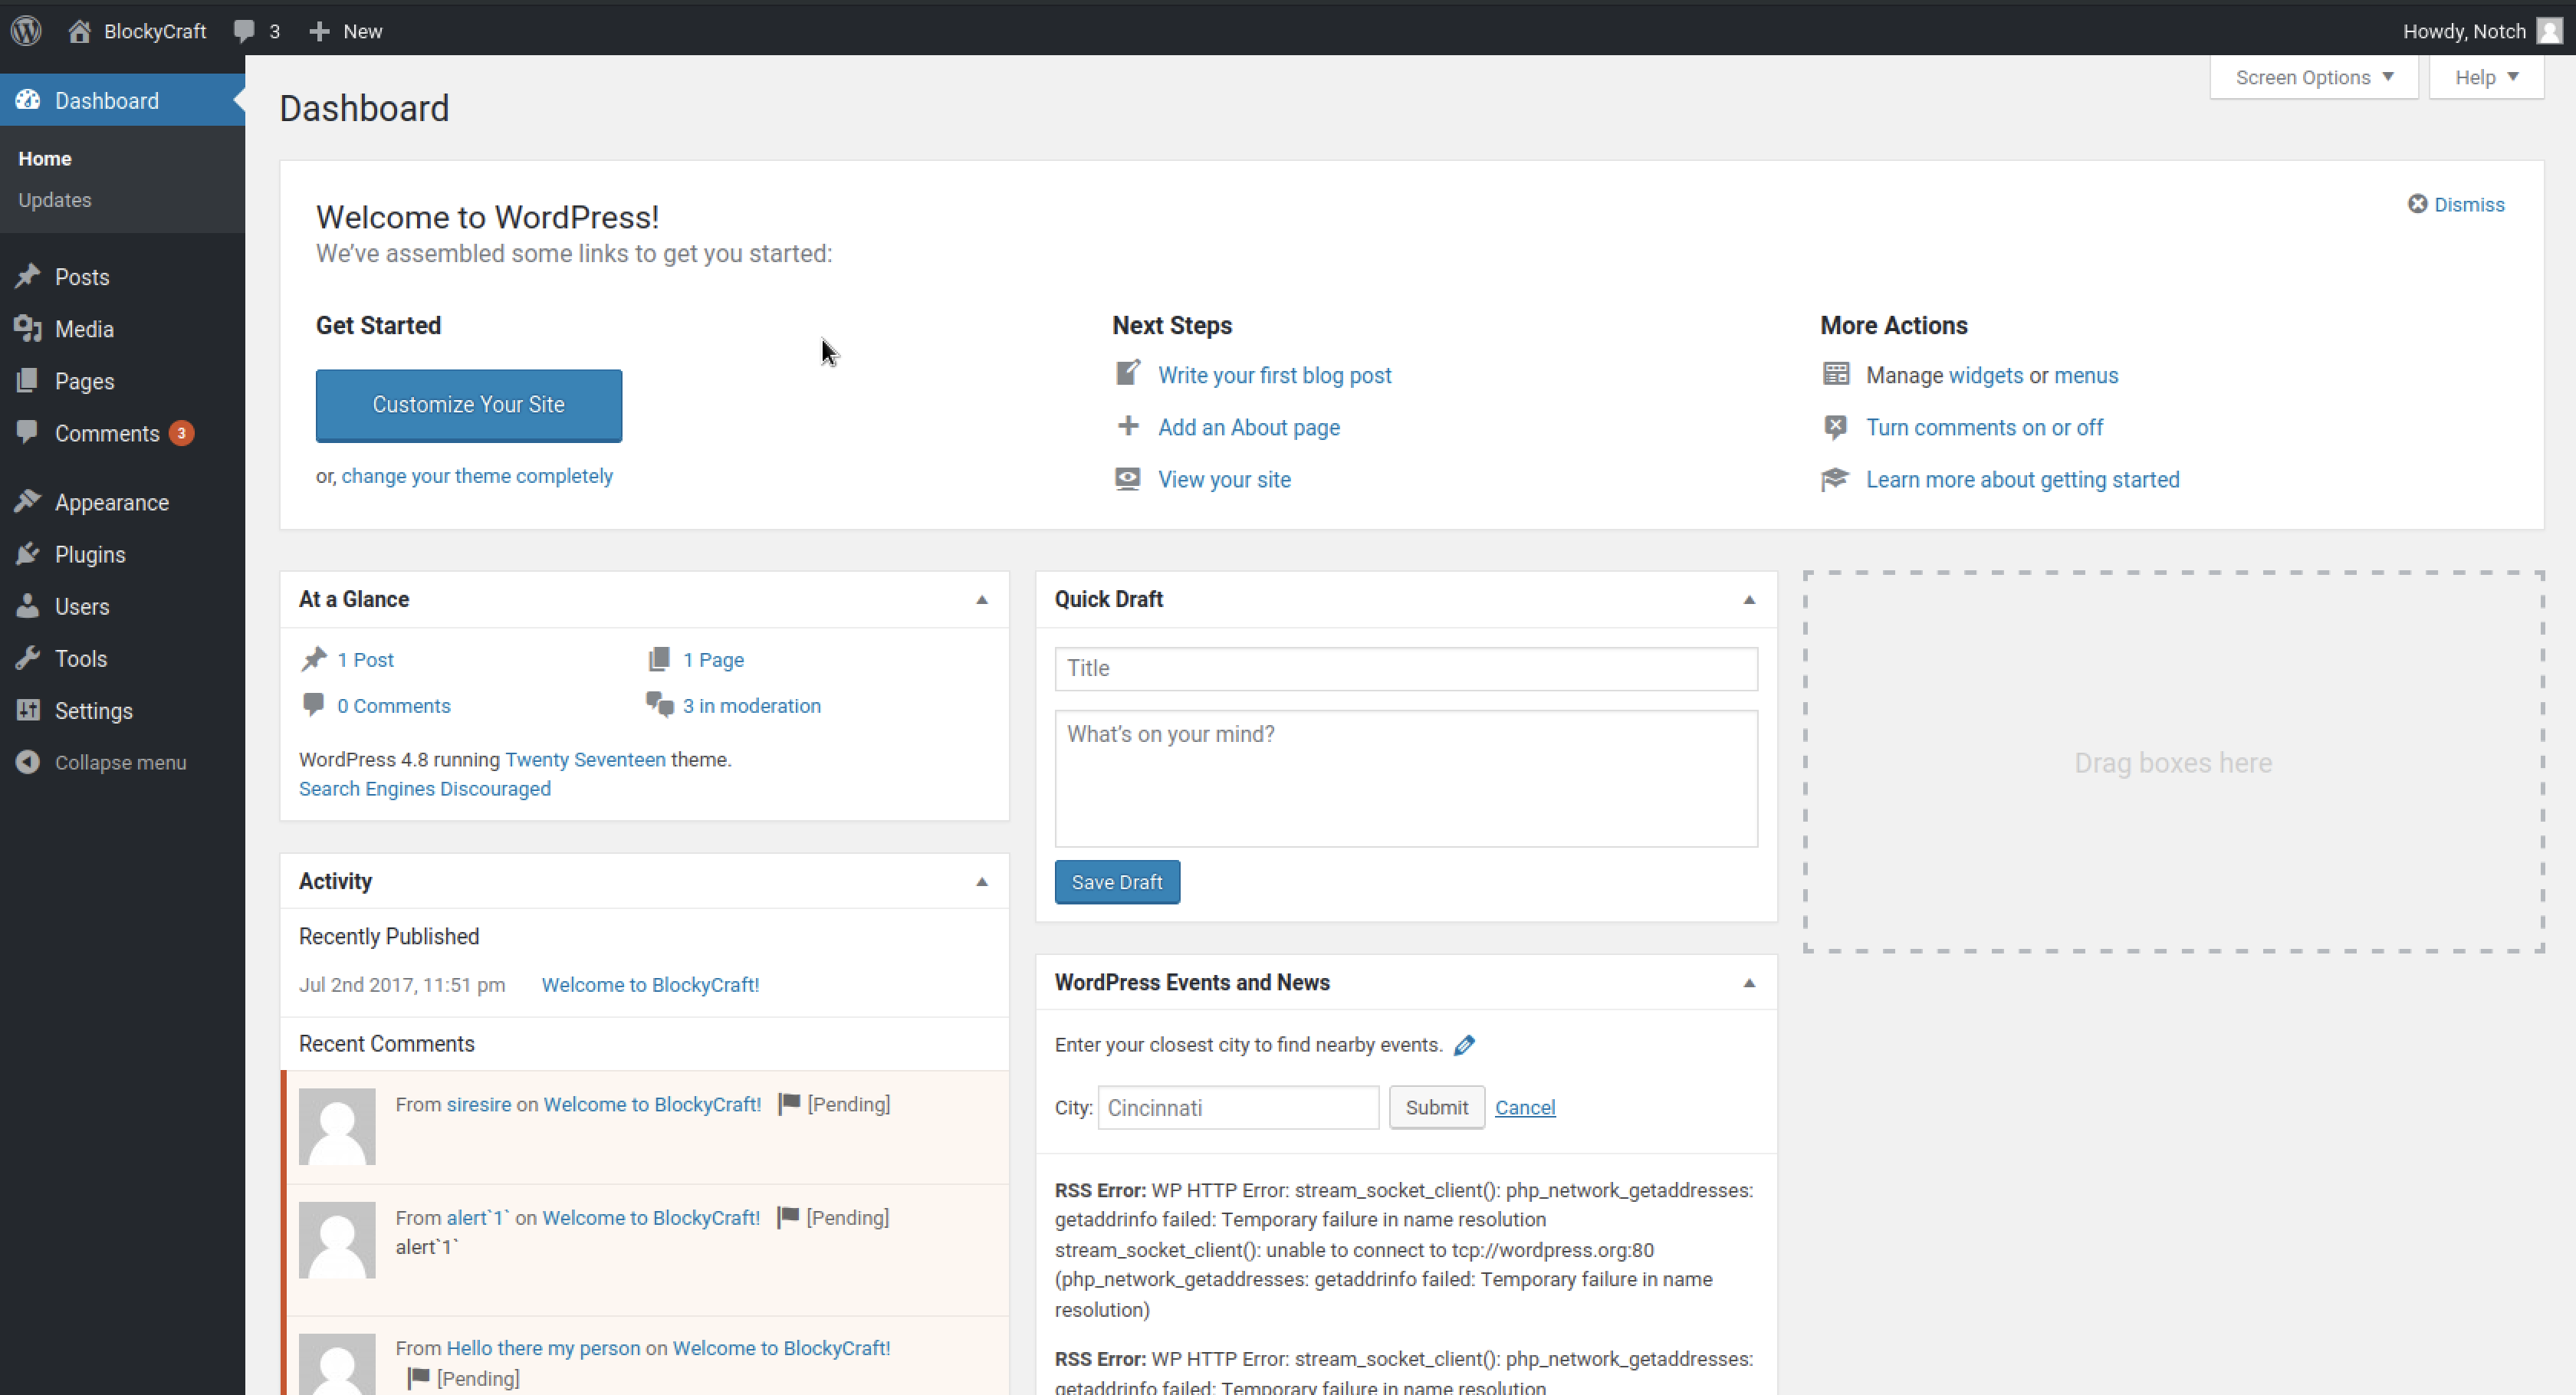 BlockyCraft 3 New Howdy, Notch
Screen Options Help
Dashboard
Home
Updates
Posts
Media
Pages
Comments 3
Appearance
Plugins
Users
Tools
Settings
Collapse menu
Dashboard
Welcome to WordPress!
We've assembled some links to get you started:
Dismiss
Get Started
Customize Your Site
or, change your theme completely
Next Steps
Write your first blog post
Add an About page
View your site
More Actions
Manage widgets or menus
Turn comments on or off
Learn more about getting started
At a Glance
1 Post 1 Page
0 Comments 3 in moderation
WordPress 4.8 running Twenty Seventeen theme.
Search Engines Discouraged
Activity
Recently Published
Jul 2nd 2017, 11:51 pm Welcome to BlockyCraft!
Recent Comments
From siresire on Welcome to BlockyCraft! [Pending]
From alert`1` on Welcome to BlockyCraft! [Pending]
alert`1`
From Hello there my person on Welcome to BlockyCraft!
[Pending]
Quick Draft
Title
What's on your mind?
Save Draft
WordPress Events and News
Enter your closest city to find nearby events.
City: Cincinnati Submit Cancel
RSS Error: WP HTTP Error: stream_socket_client(): php_network_getaddresses:
getaddrinfo failed: Temporary failure in name resolution
stream_socket_client(): unable to connect to tcp://wordpress.org:80
(php_network_getaddresses: getaddrinfo failed: Temporary failure in name
resolution)
RSS Error: WP HTTP Error: stream_socket_client(): php_network_getaddresses:
getaddrinfo failed: Temporary failure in name resolution
Drag boxes here